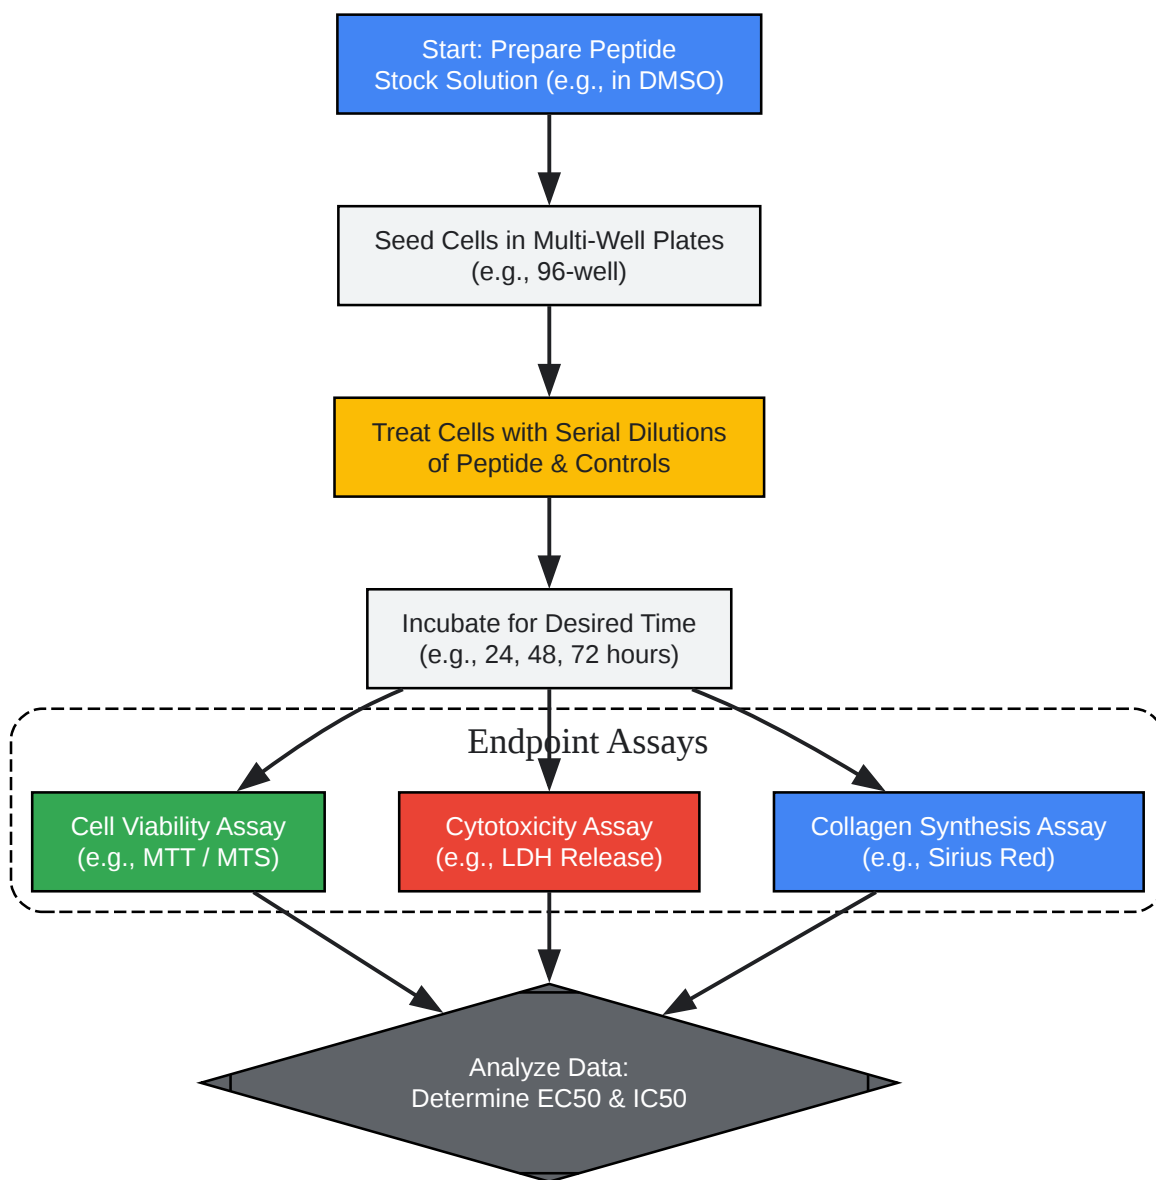 Start: Prepare Peptide
Stock Solution (e.g., in DMSO)
Seed Cells in Multi-Well Plates
(e.g., 96-well)
Treat Cells with Serial Dilutions
of Peptide & Controls
Incubate for Desired Time
(e.g., 24, 48, 72 hours)
Endpoint Assays
Cell Viability Assay
(e.g., MTT / MTS)
Cytotoxicity Assay
(e.g., LDH Release)
Collagen Synthesis Assay
(e.g., Sirius Red)
Analyze Data:
Determine EC50 & IC50